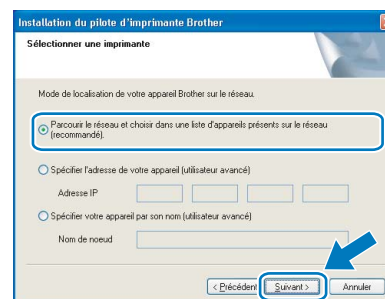 Installation du pilote d'imprimante Brother
Sélectionner une imprimante
Mode de localisation de votre appareil Brother sur le réseau.
Parcourir le réseau et choisir dans une liste d'appareils présents sur le réseau
(recommandé).
Spécifier l'adresse de votre appareil (utilisateur avancé)
Adresse IP
Spécifier votre appareil par son nom (utilisateur avancé)
Nom de noeud
< Précédent
Suivant >
Annuler